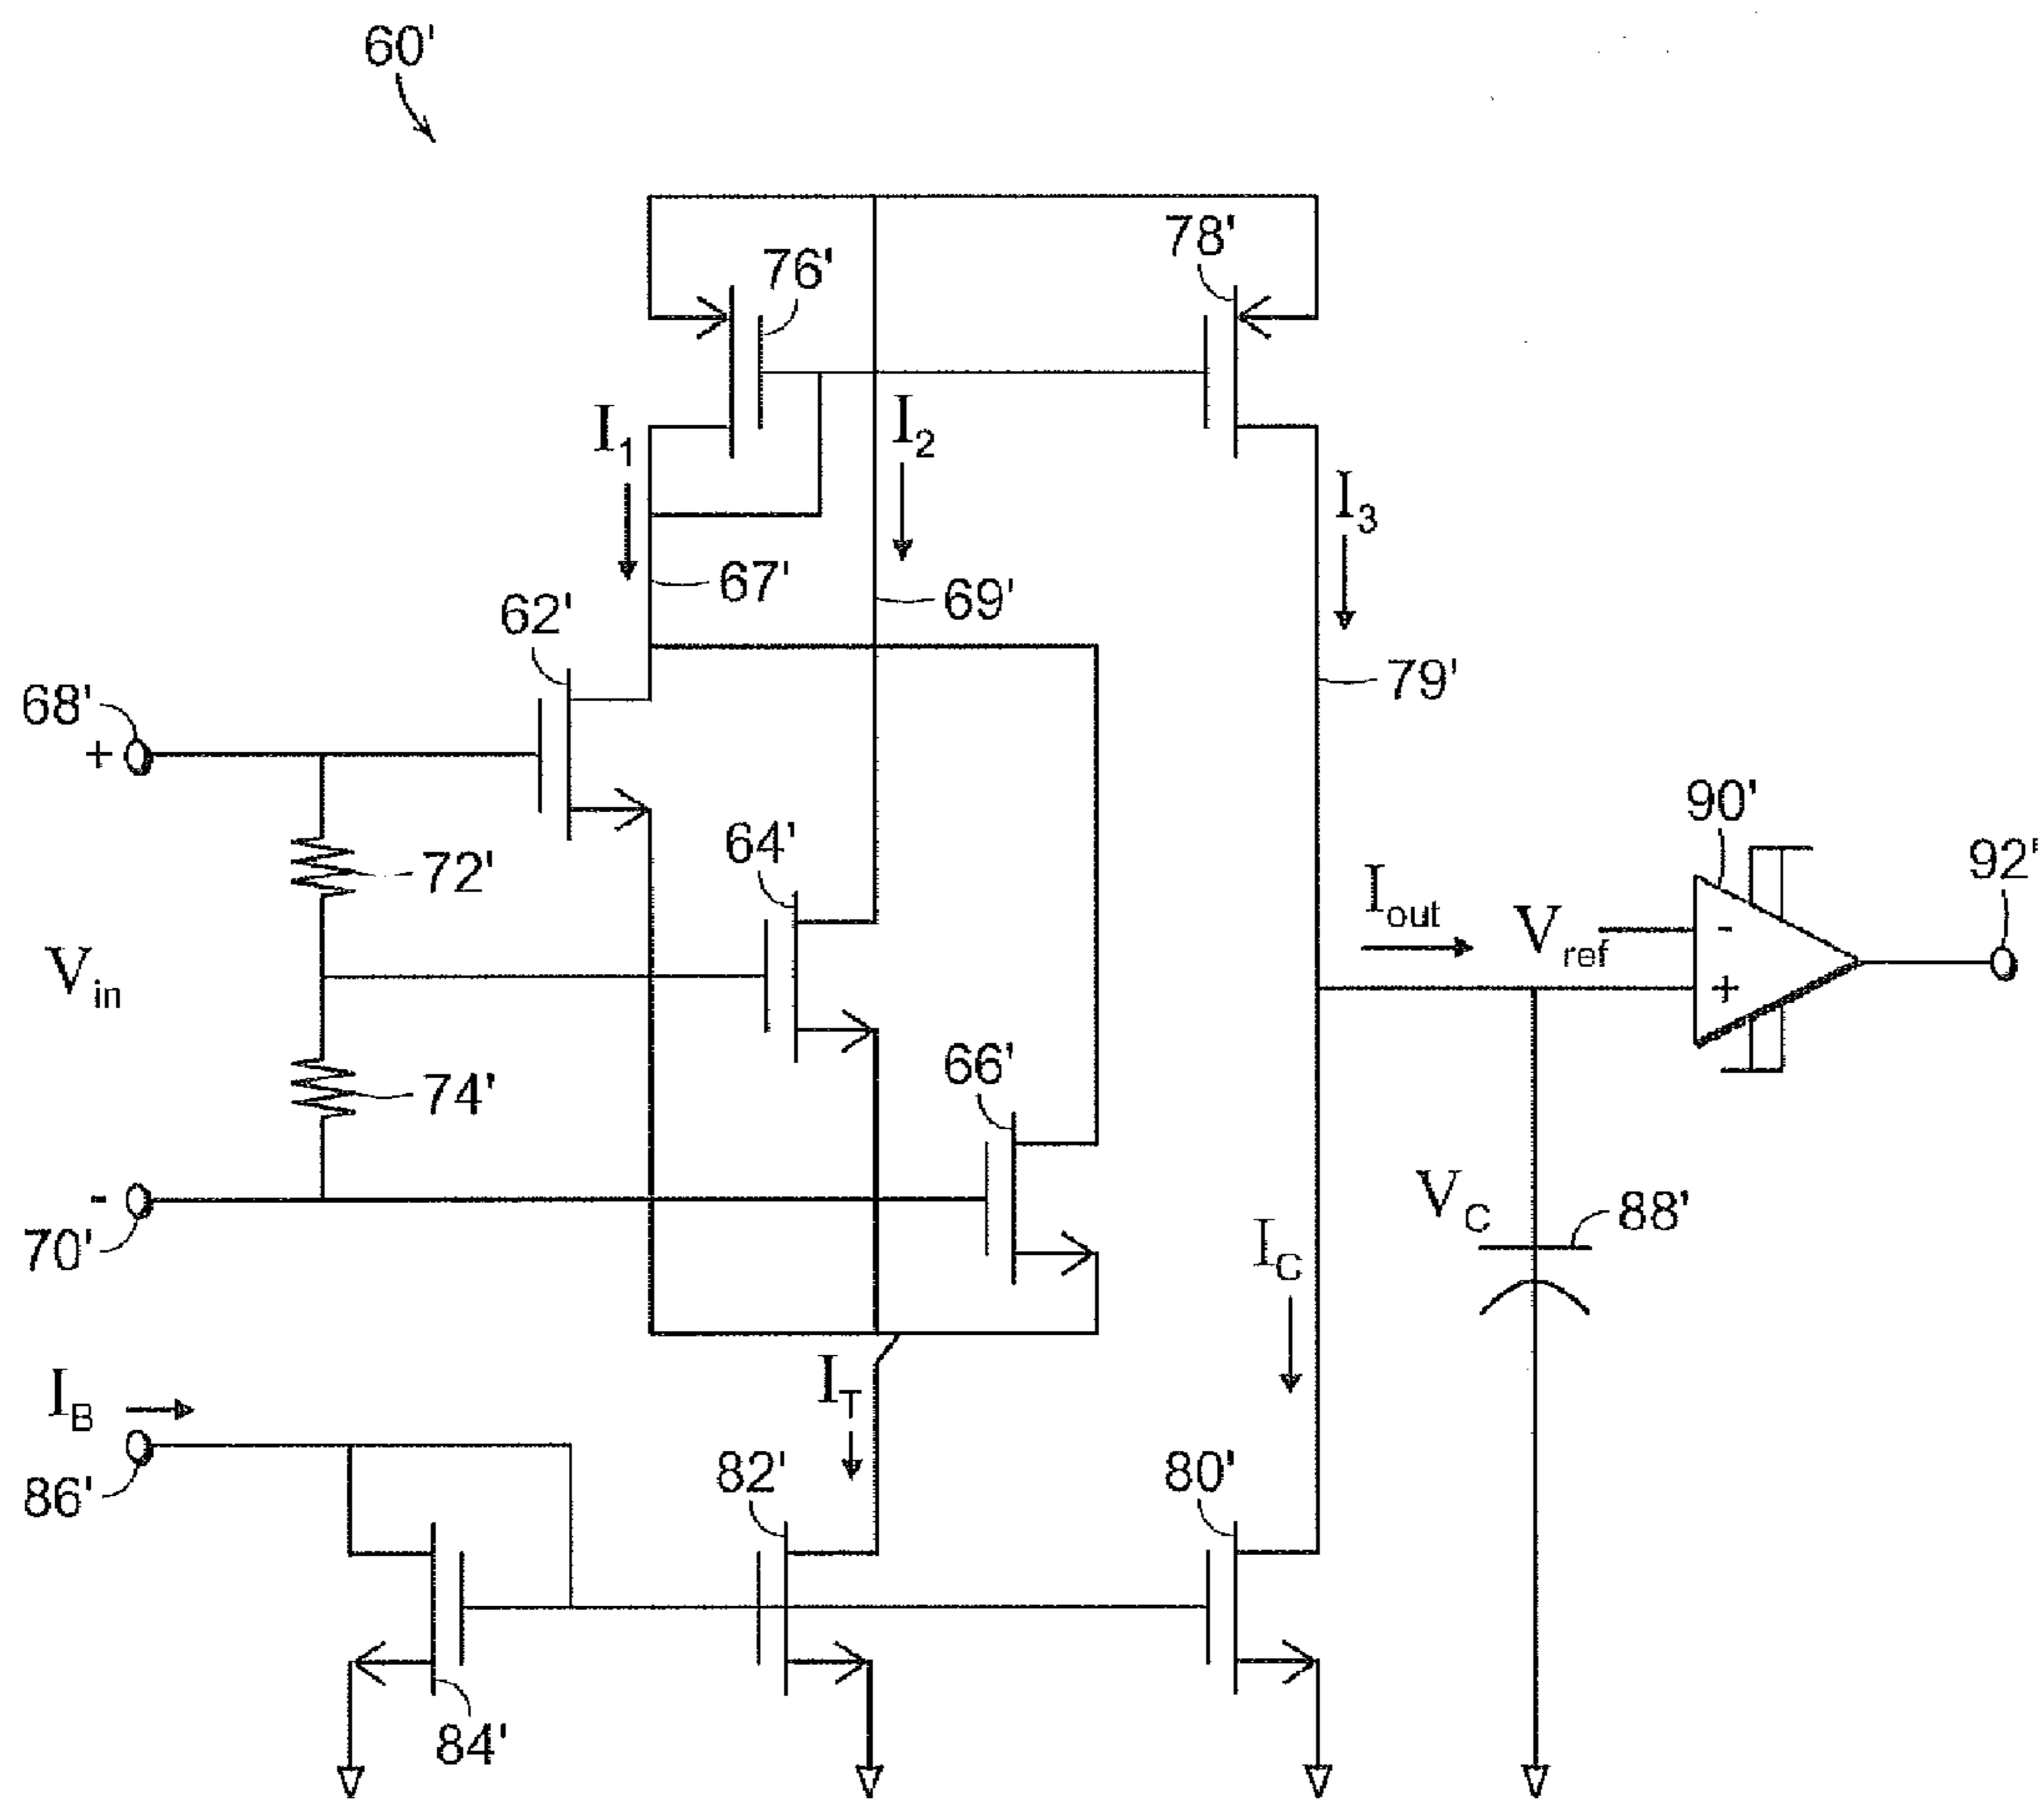 60'
76'
78'
I1
I2
I3
67'
69'
62'
68'
+
79'
72'
64'
90'
92'
Iout
Vref
-
+
Vin
74'
66'
-
70'
VC
88'
IC
IB
IT
86'
82'
80'
84'